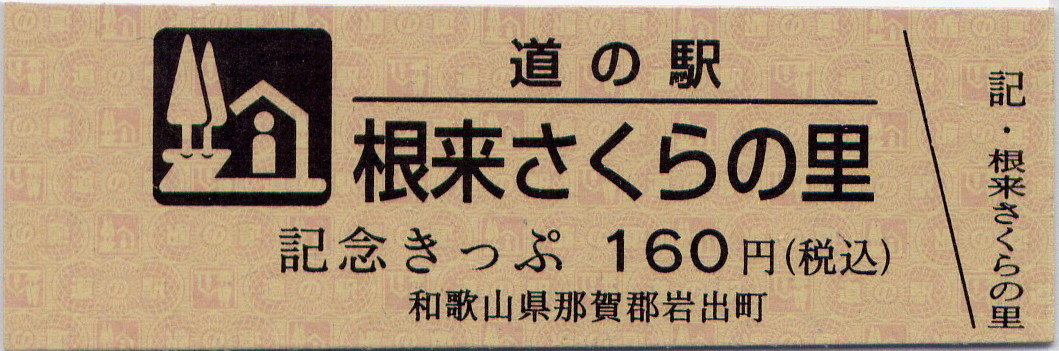 道の駅
根来さくらの里
記念きっぷ 160円(税込)
和歌山県那賀郡岩出町
記・根来さくらの里